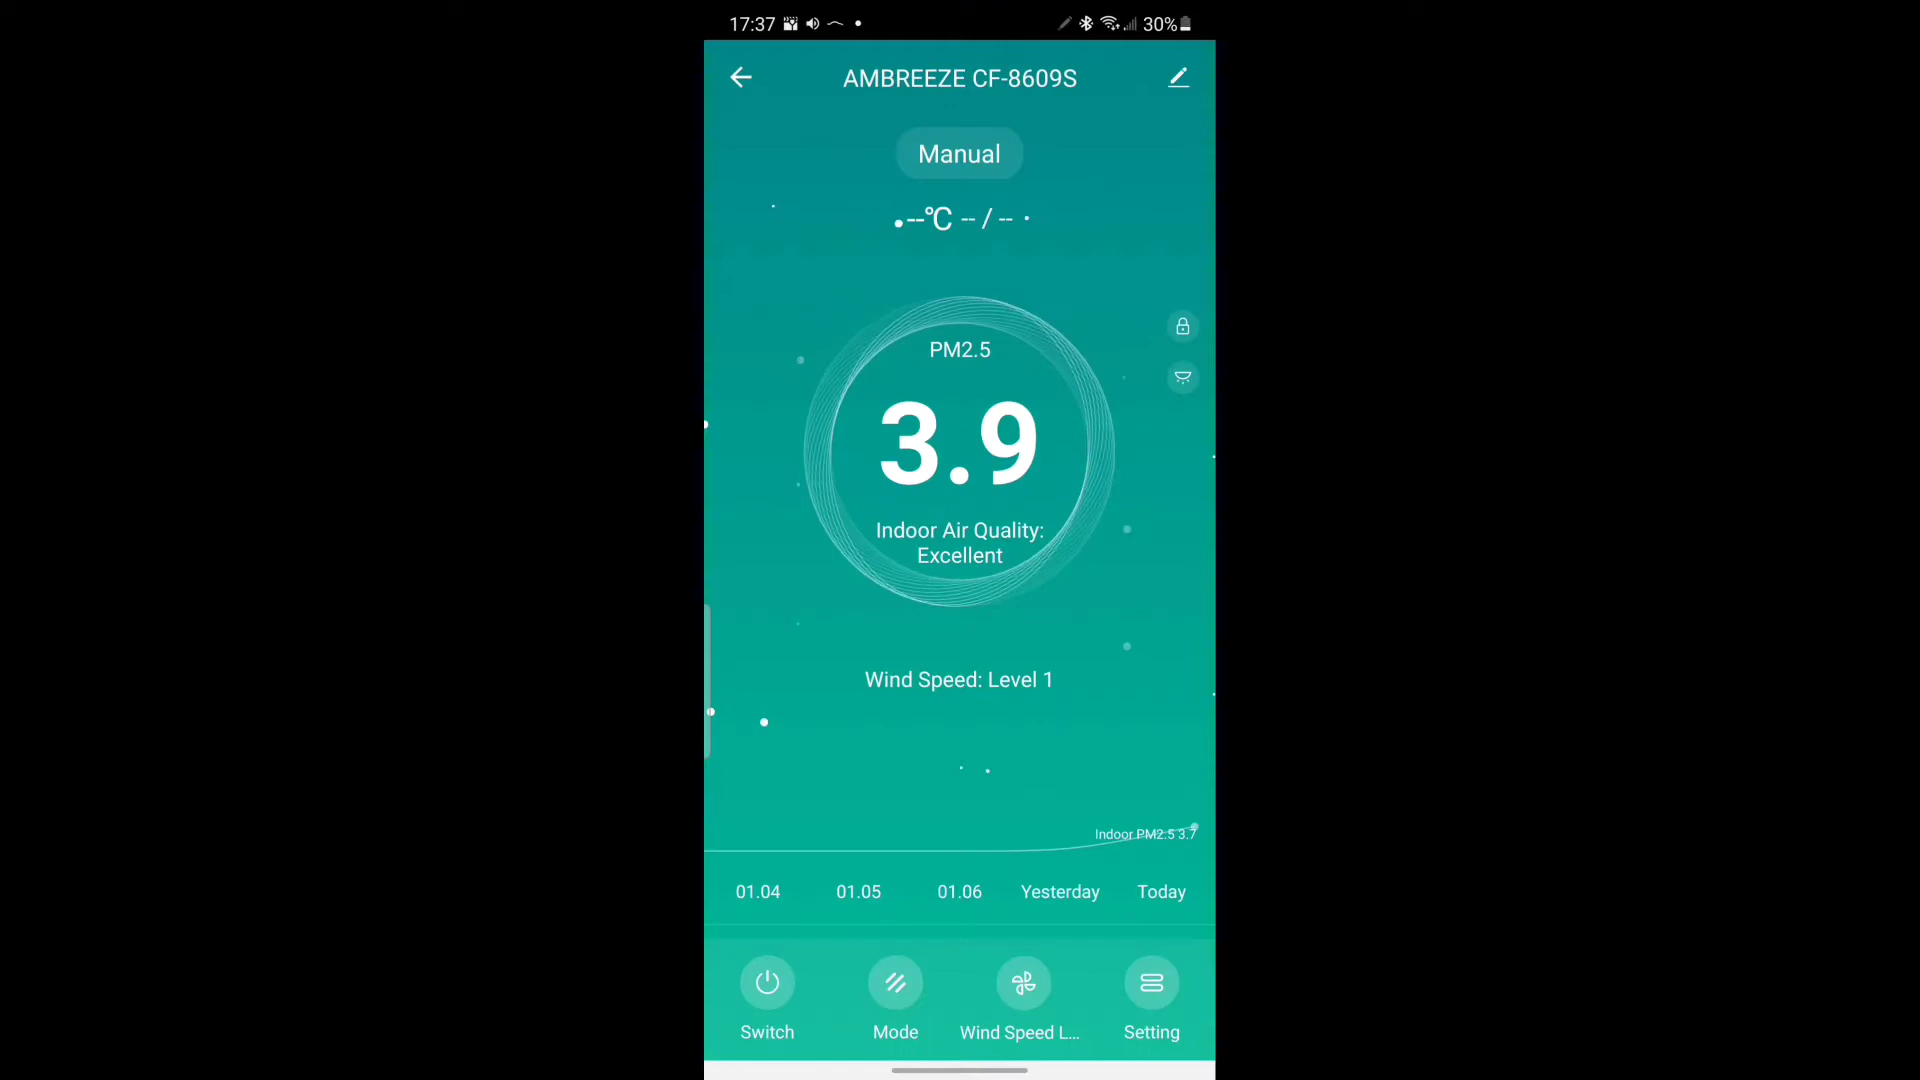 17:37
30%
AMBREEZE CF-8609S
Manual
--℃ -- / --
PM2.5
3.9
Indoor Air Quality:
Excellent
Wind Speed: Level 1
Indoor PM2.5 3.7
01.04 01.05 01.06 Yesterday Today
Switch Mode Wind Speed L... Setting